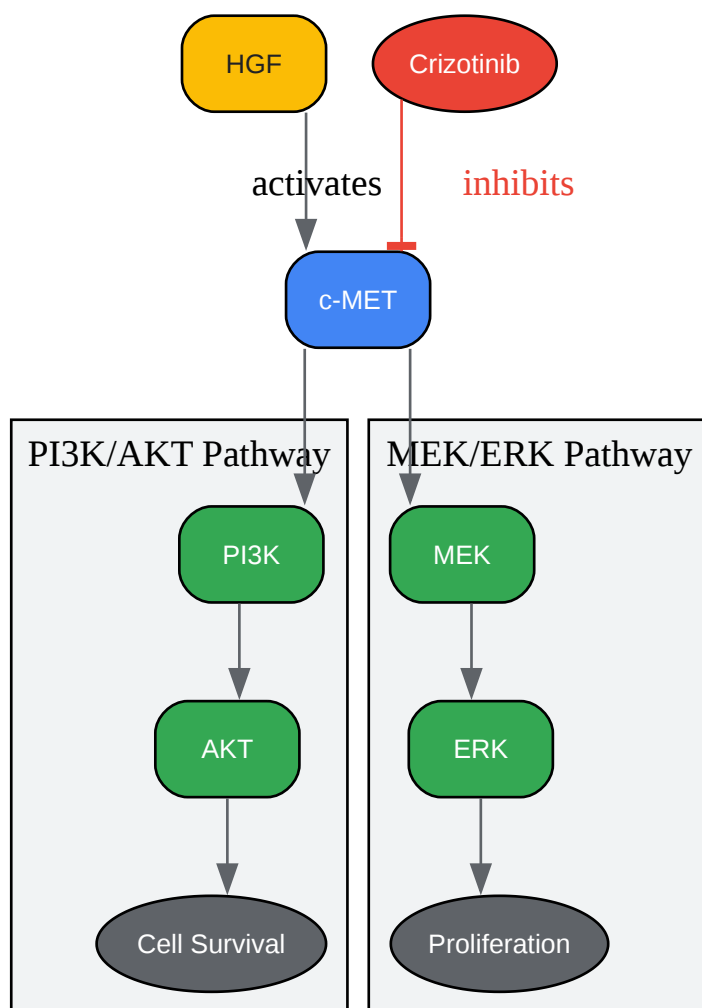 HGF
Crizotinib
activates
inhibits
c-MET
PI3K/AKT Pathway
MEK/ERK Pathway
PI3K
MEK
AKT
ERK
Cell Survival
Proliferation